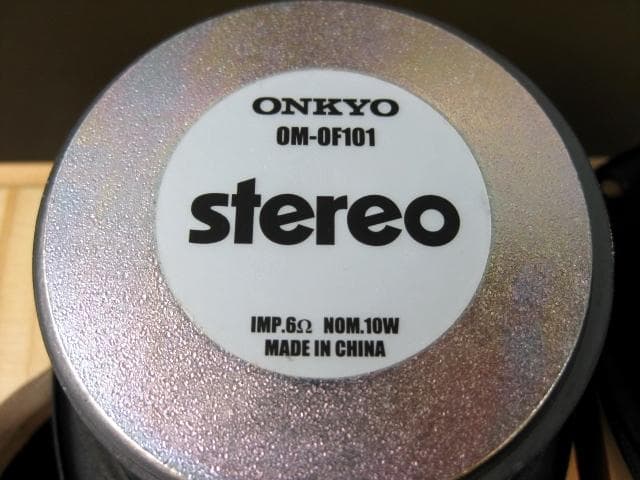 ONKYO
OM-OF101
stereo
IMP.6Ω NOM.10W
MADE IN CHINA